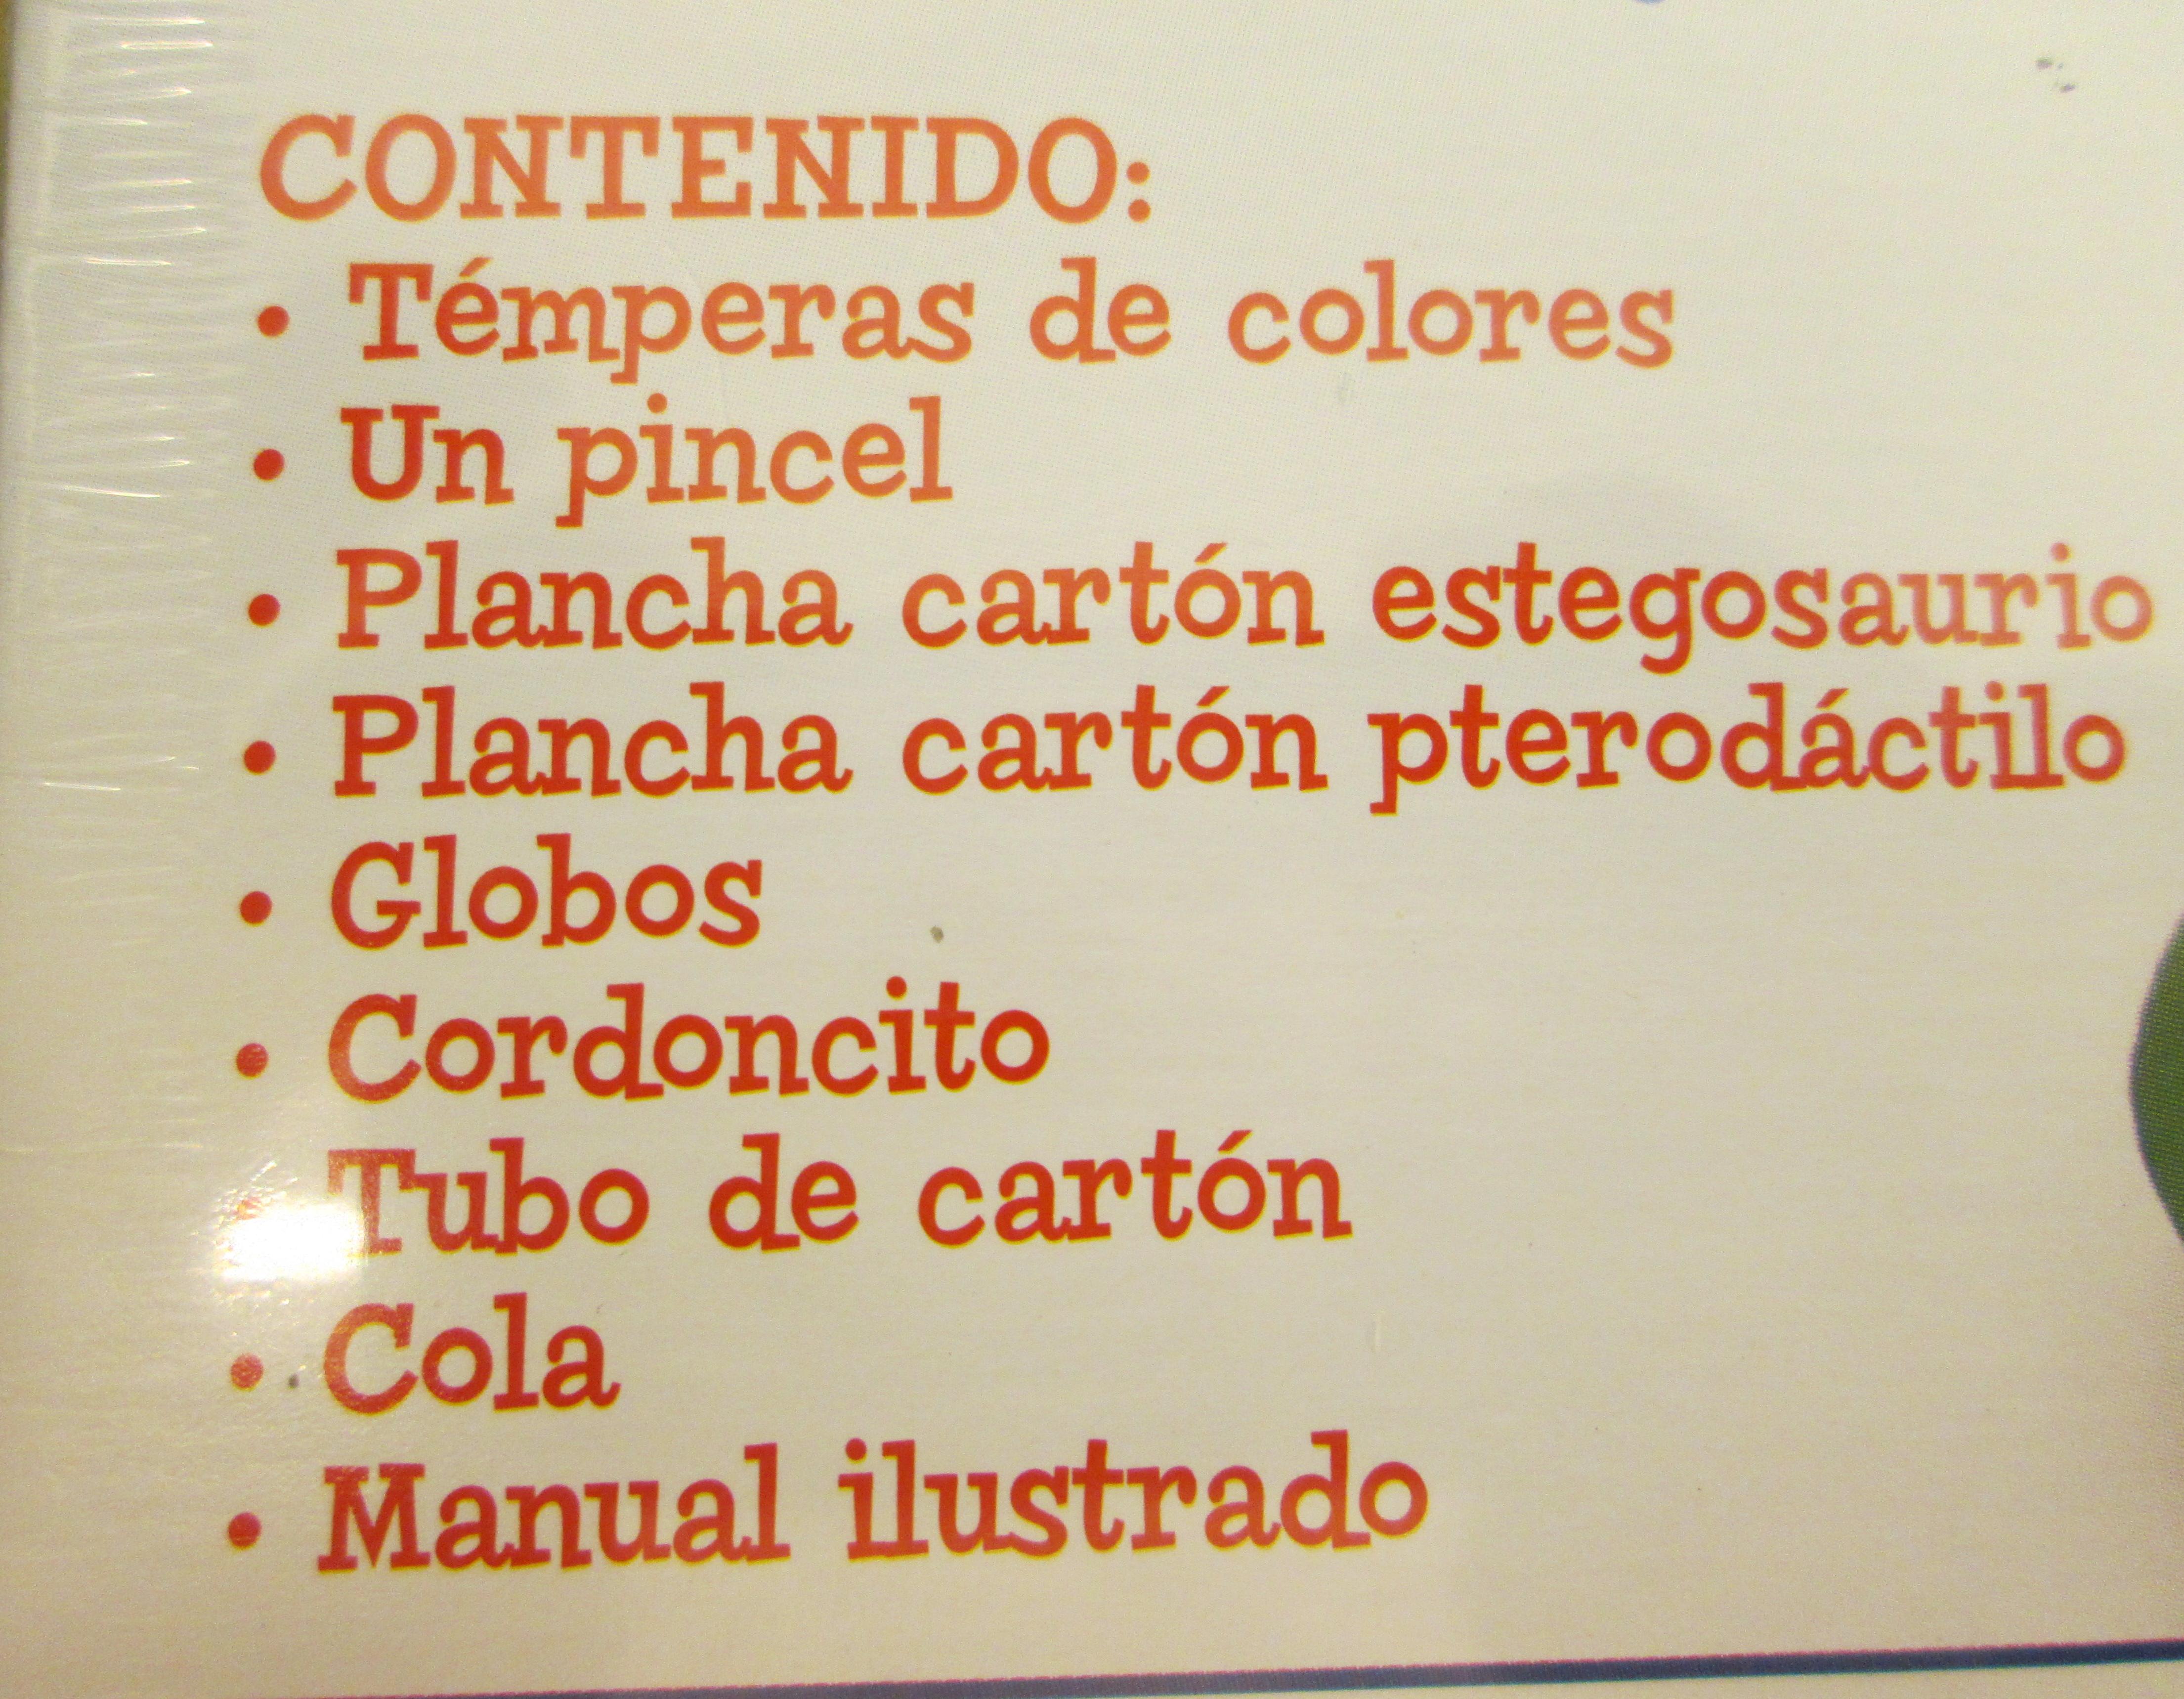 CONTENIDO:
• Témperas de colores
• Un pincel
• Plancha cartón estegosaurio
• Plancha cartón pterodáctilo
• Globos
• Cordoncito
• Tubo de cartón
• Cola
• Manual ilustrado